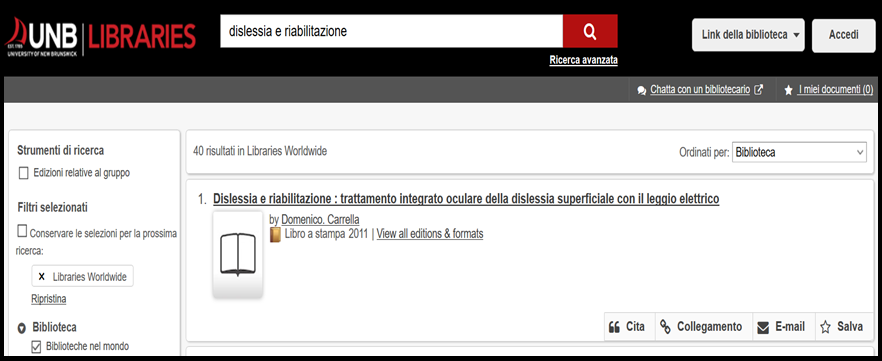 EST. 1785 UNB LIBRARIES
UNIVERSITY OF NEW BRUNSWICK
dislessia e riabilitazione
Ricerca avanzata
Link della biblioteca
Accedi
Chatta con un bibliotecario
I miei documenti (0)
Strumenti di ricerca
Edizioni relative al gruppo
Filtri selezionati
Conservare le selezioni per la prossima
ricerca:
x Libraries Worldwide
Ripristina
Biblioteca
Biblioteche nel mondo
40 risultati in Libraries Worldwide
Ordinati per: Biblioteca
1. Dislessia e riabilitazione : trattamento integrato oculare della dislessia superficiale con il leggio elettrico
by Domenico. Carrella
Libro a stampa 2011 | View all editions & formats
Cita Collegamento E-mail Salva